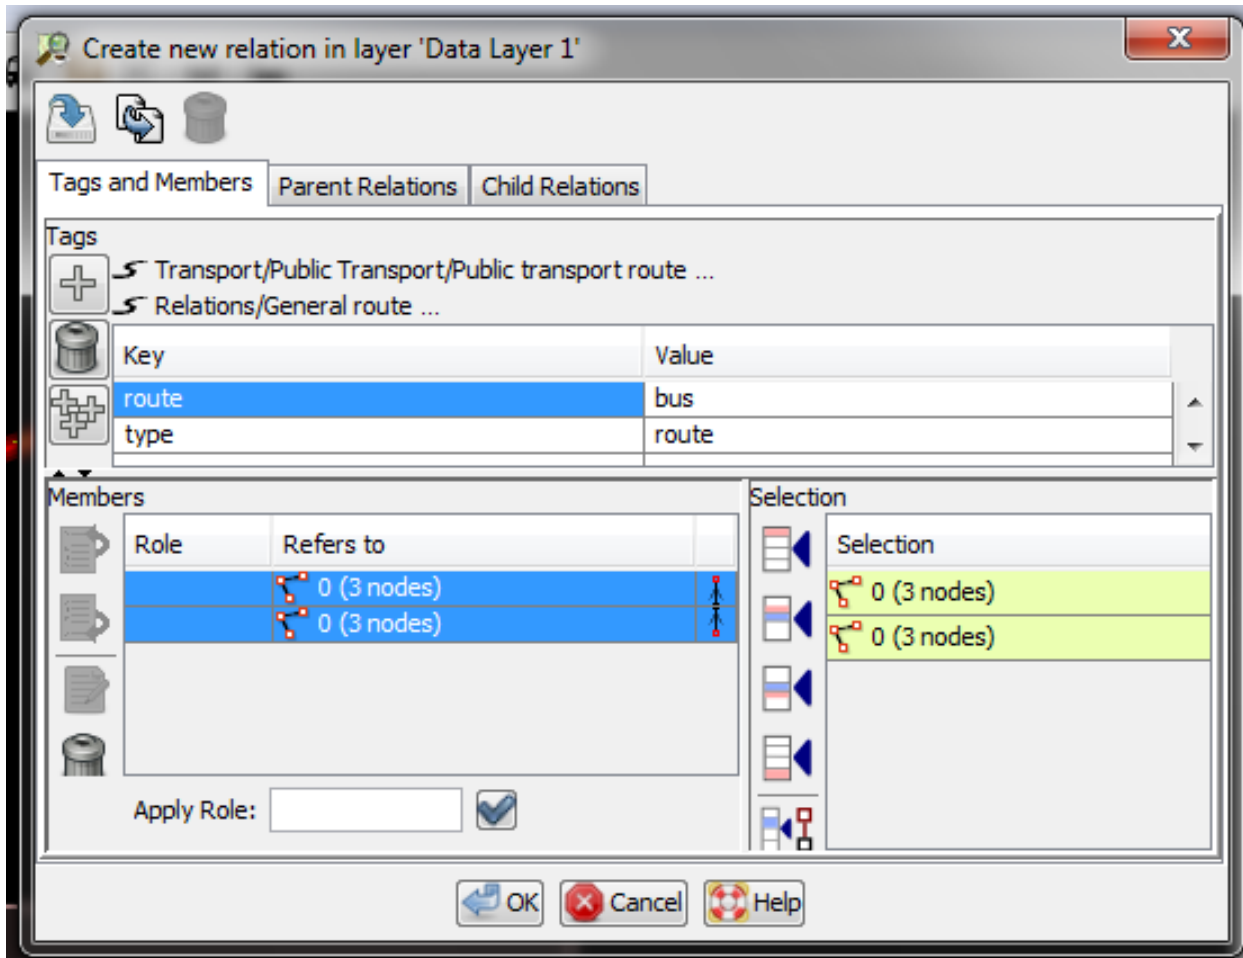 Create new relation in layer 'Data Layer 1'
Tags and Members Parent Relations Child Relations
Tags
Transport/Public Transport/Public transport route ...
Relations/General route ...
Key Value
route bus
type route
Members Selection
Role Refers to Selection
0 (3 nodes) 0 (3 nodes)
0 (3 nodes) 0 (3 nodes)
Apply Role:
OK Cancel Help